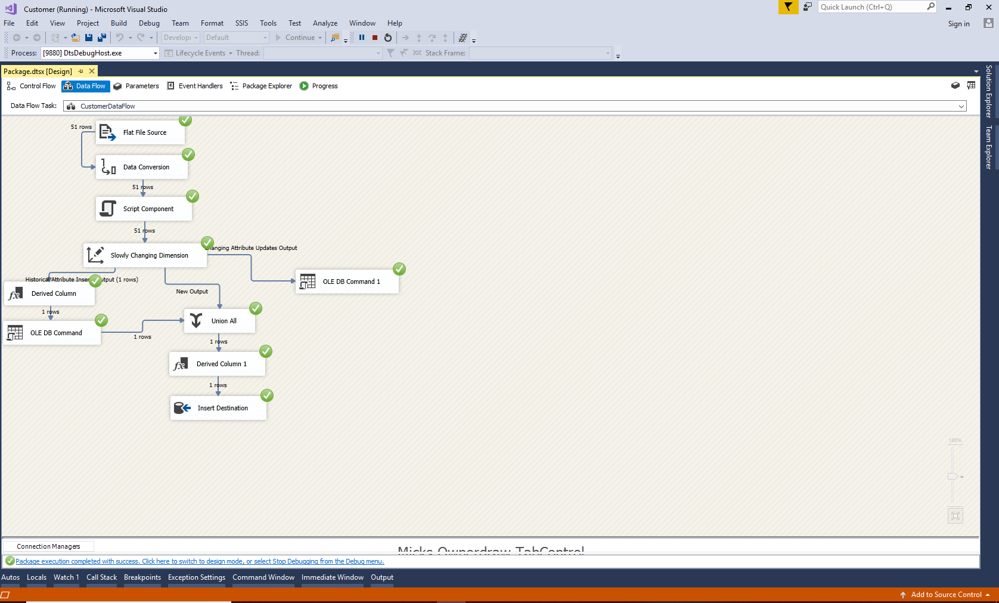 Customer (Running) - Microsoft Visual Studio
Quick Launch (Ctrl+Q)
File Edit View Project Build Debug Team Format SSIS Tools Test Analyze Window Help
Sign in
Default Continue
Process: [9880] DtsDebugHost.exe Lifecycle Events Thread: Stack Frame:
Package.dtsx [Design]
Control Flow Data Flow Parameters Event Handlers Package Explorer Progress
Data Flow Task: CustomerDataFlow
Solution Explorer
Team Explorer
51 rows
Flat File Source
Data Conversion
51 rows
Script Component
51 rows
Changing Attribute Updates Output
Slowly Changing Dimension
Historical Attribute Inser Output (1 rows)
OLE DB Command 1
Derived Column
New Output
1 rows
Union All
OLE DB Command
1 rows
1 rows
Derived Column 1
1 rows
Insert Destination
100%
Connection Managers
Micks Ownerdraw TabControl
Package execution completed with success. Click here to switch to design mode, or select Stop Debugging from the Debug menu.
Autos Locals Watch 1 Call Stack Breakpoints Exception Settings Command Window Immediate Window Output
Add to Source Control